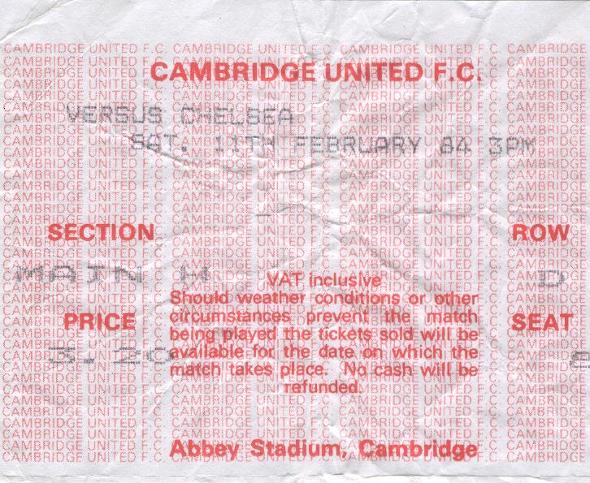 CAMBRIDGE UNITED F.C.
VERSUS CHELSEA
SAT. 11TH FEBRUARY 84 3PM
SECTION
ROW
MAIN H
D
VAT inclusive
Should weather conditions or other
circumstances prevent the match
being played the tickets sold will be
available for the date on which the
match takes place. No cash will be
refunded.
PRICE
SEAT
3.20
Abbey Stadium, Cambridge